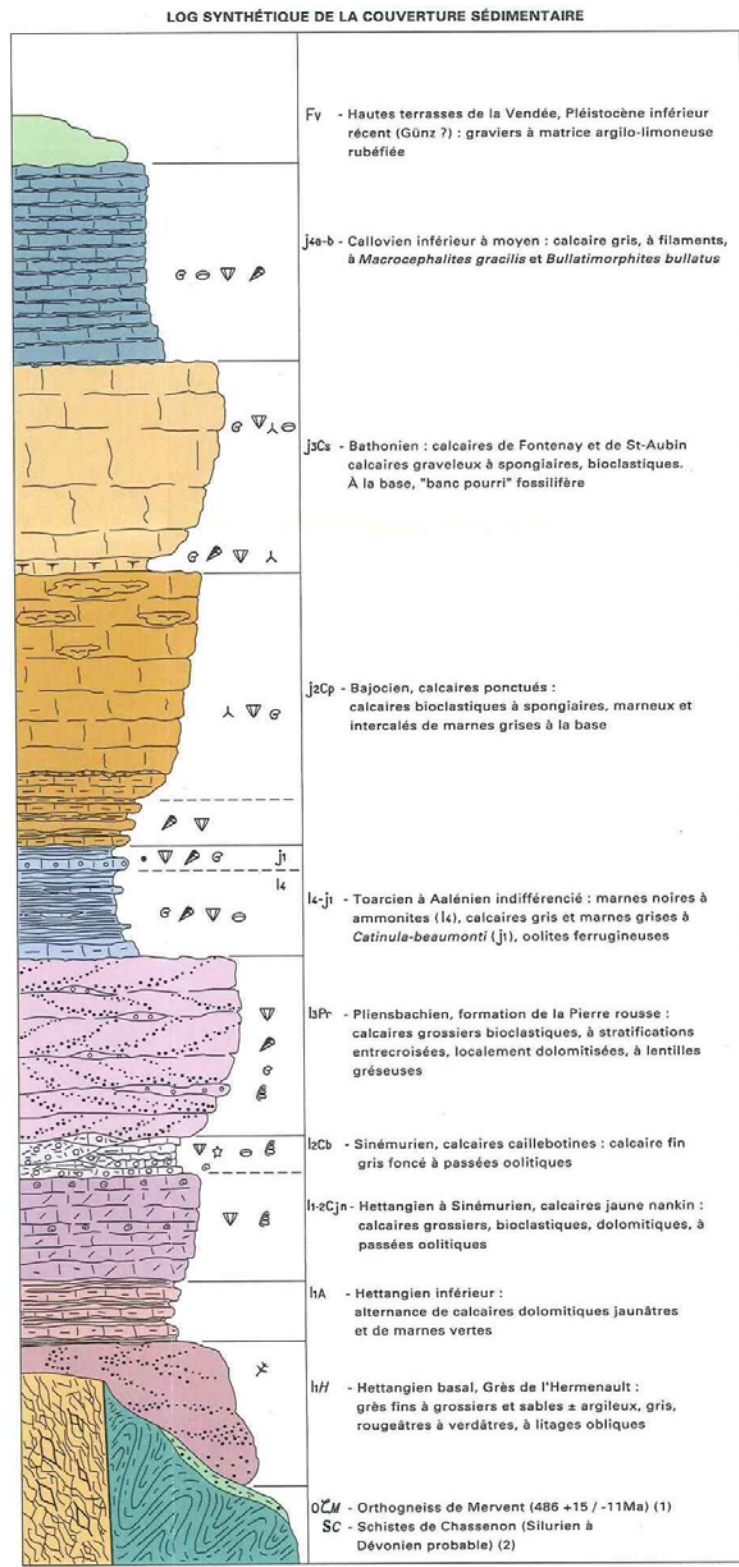 LOG SYNTHÉTIQUE DE LA COUVERTURE SÉDIMENTAIRE
Fv - Hautes terrasses de la Vendée, Pléistocène inférieur
récent (Günz ?) : graviers à matrice argilo-limoneuse
rubéfiée
j4a-b - Callovien inférieur à moyen : calcaire gris, à filaments,
à Macrocephalites gracilis et Bullatimorphites bullatus
j3Cs - Bathonien : calcaires de Fontenay et de St-Aubin
calcaires graveleux à spongiaires, bioclastiques.
À la base, "banc pourri" fossilifère
j2Cp - Bajocien, calcaires ponctués :
calcaires bioclastiques à spongiaires, marneux et
intercalés de marnes grises à la base
j1
l4
l4-j1 - Toarcien à Aalénien indifférencié : marnes noires à
ammonites (l4), calcaires gris et marnes grises à
Catinula-beaumonti (j1), oolites ferrugineuses
l3Pr - Pliensbachien, formation de la Pierre rousse :
calcaires grossiers bioclastiques, à stratifications
entrecroisées, localement dolomitisées, à lentilles
gréseuses
l2Cb - Sinémurien, calcaires caillebotines : calcaire fin
gris foncé à passées oolitiques
l1-2Cjn - Hettangien à Sinémurien, calcaires jaune nankin :
calcaires grossiers, bioclastiques, dolomitiques, à
passées oolitiques
l1A - Hettangien inférieur :
alternance de calcaires dolomitiques jaunâtres
et de marnes vertes
l1H - Hettangien basal, Grès de l'Hermenault :
grès fins à grossiers et sables ± argileux, gris,
rougeâtres à verdâtres, à litages obliques
OζM - Orthogneiss de Mervent (486 +15 / -11Ma) (1)
SC - Schistes de Chassenon (Silurien à
Dévonien probable) (2)